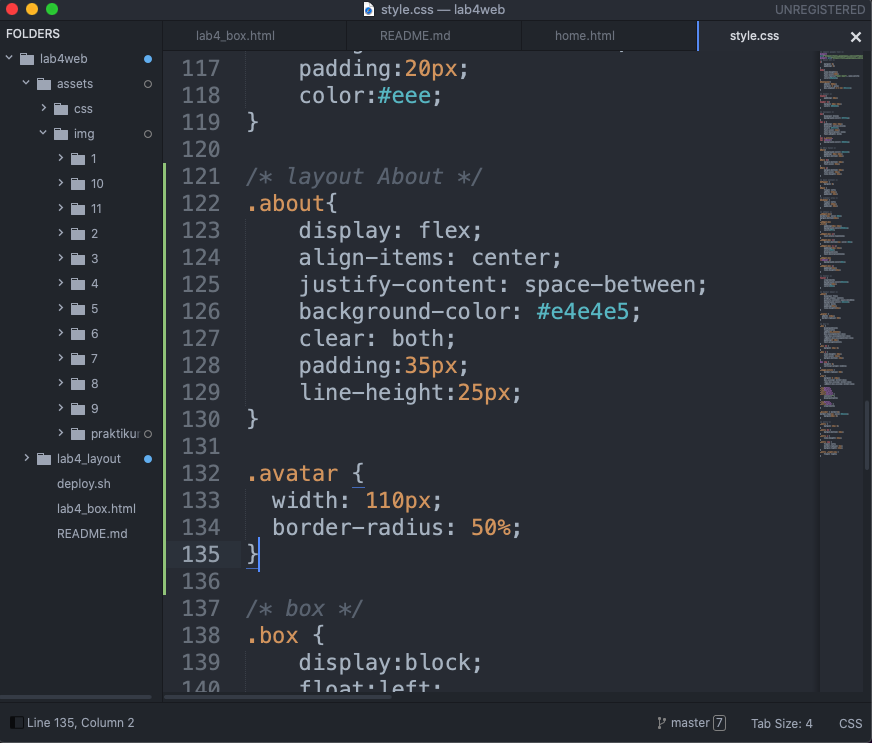 style.css — lab4web
UNREGISTERED
FOLDERS
lab4web
assets
css
img
1
10
11
2
3
4
5
6
7
8
9
lab4_layout
deploy.sh
lab4_box.html
README.md
lab4_box.html
README.md
home.html
style.css
117 padding:20px;
118 color:#eee;
119 }
120
121 /* layout About */
122 .about{
123 display: flex;
124 align-items: center;
125 justify-content: space-between;
126 background-color: #e4e4e5;
127 clear: both;
128 padding:35px;
129 line-height:25px;
130 }
131
132 .avatar {
133 width: 110px;
134 border-radius: 50%;
135 }
136
137 /* box */
138 .box {
139 display:block;
140 float:left;
Line 135, Column 2
master 7
Tab Size: 4
CSS